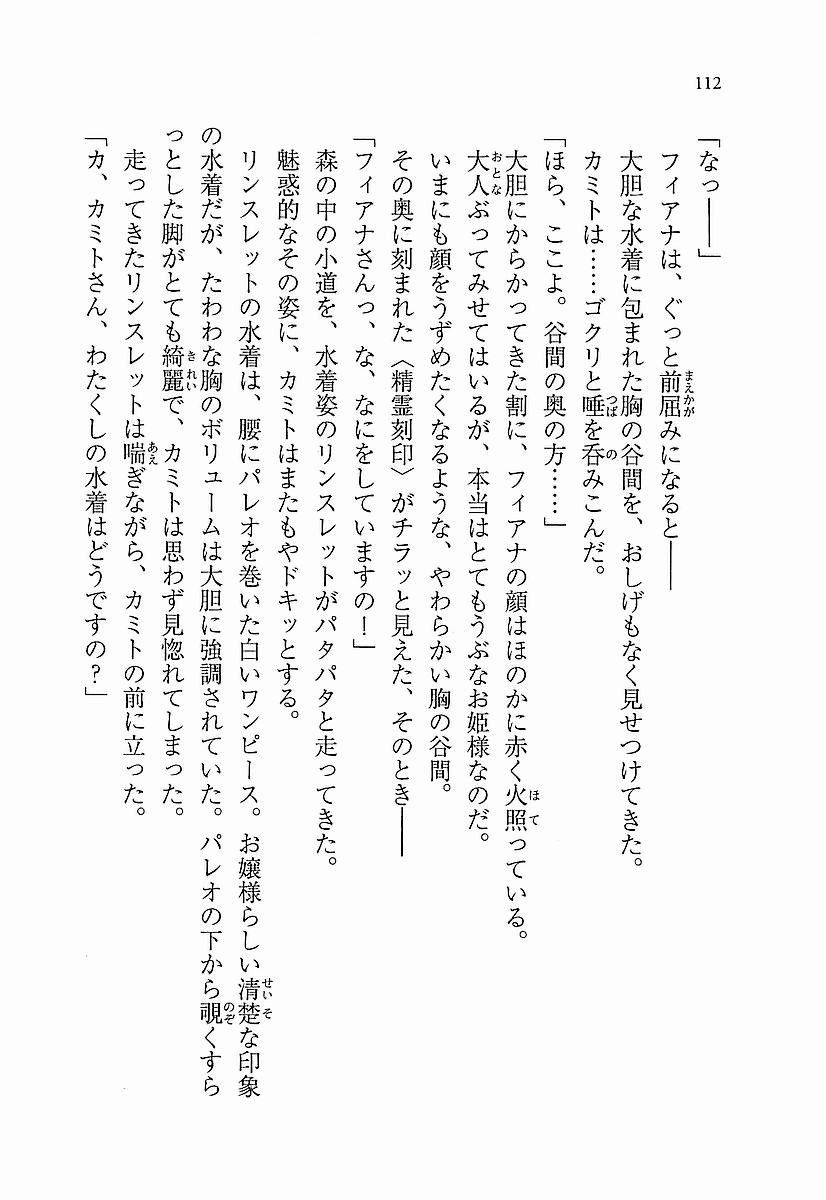 112
「なっ――」
フィアナは、ぐっと前屈みになると――
大胆な水着に包まれた胸の谷間を、おしげもなく見せつけてきた。
カミトは……ゴクリと唾を呑みこんだ。
「ほら、ここよ。谷間の奥の方……」
大胆にからかってきた割に、フィアナの顔はほのかに赤く火照っている。
大人ぶってみせてはいるが、本当はとてもうぶなお姫様なのだ。
いまにも顔をうずめたくなるような、やわらかい胸の谷間。
その奥に刻まれた〈精霊刻印〉がチラッと見えた、そのとき――
「フィアナさんっ、な、なにをしていますの！」
森の中の小道を、水着姿のリンスレットがパタパタと走ってきた。
魅惑的なその姿に、カミトはまたもやドキッとする。
リンスレットの水着は、腰にパレオを巻いた白いワンピース。お嬢様らしい清楚な印象
の水着だが、たわわな胸のボリュームは大胆に強調されていた。パレオの下から覗くすら
っとした脚がとても綺麗で、カミトは思わず見惚れてしまった。
走ってきたリンスレットは喘ぎながら、カミトの前に立った。
「カ、カミトさん、わたくしの水着はどうですの？」